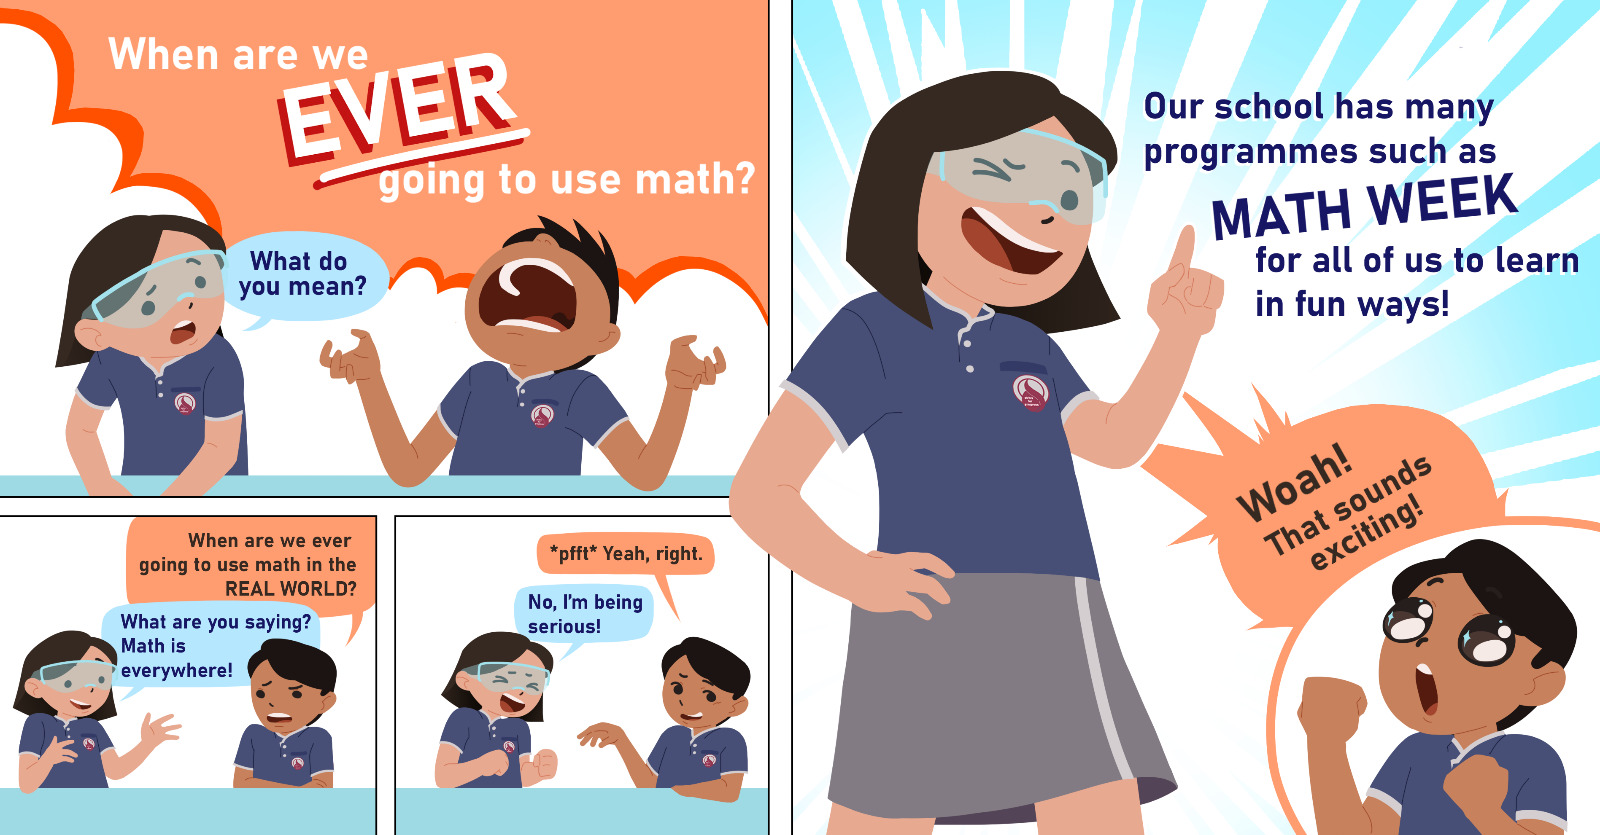 When are we
EVER
going to use math?
What do
you mean?
When are we ever
going to use math in the
REAL WORLD?
What are you saying?
Math is
everywhere!
*pfft* Yeah, right.
No, I'm being
serious!
Our school has many
programmes such as
MATH WEEK
for all of us to learn
in fun ways!
Woah!
That sounds
exciting!